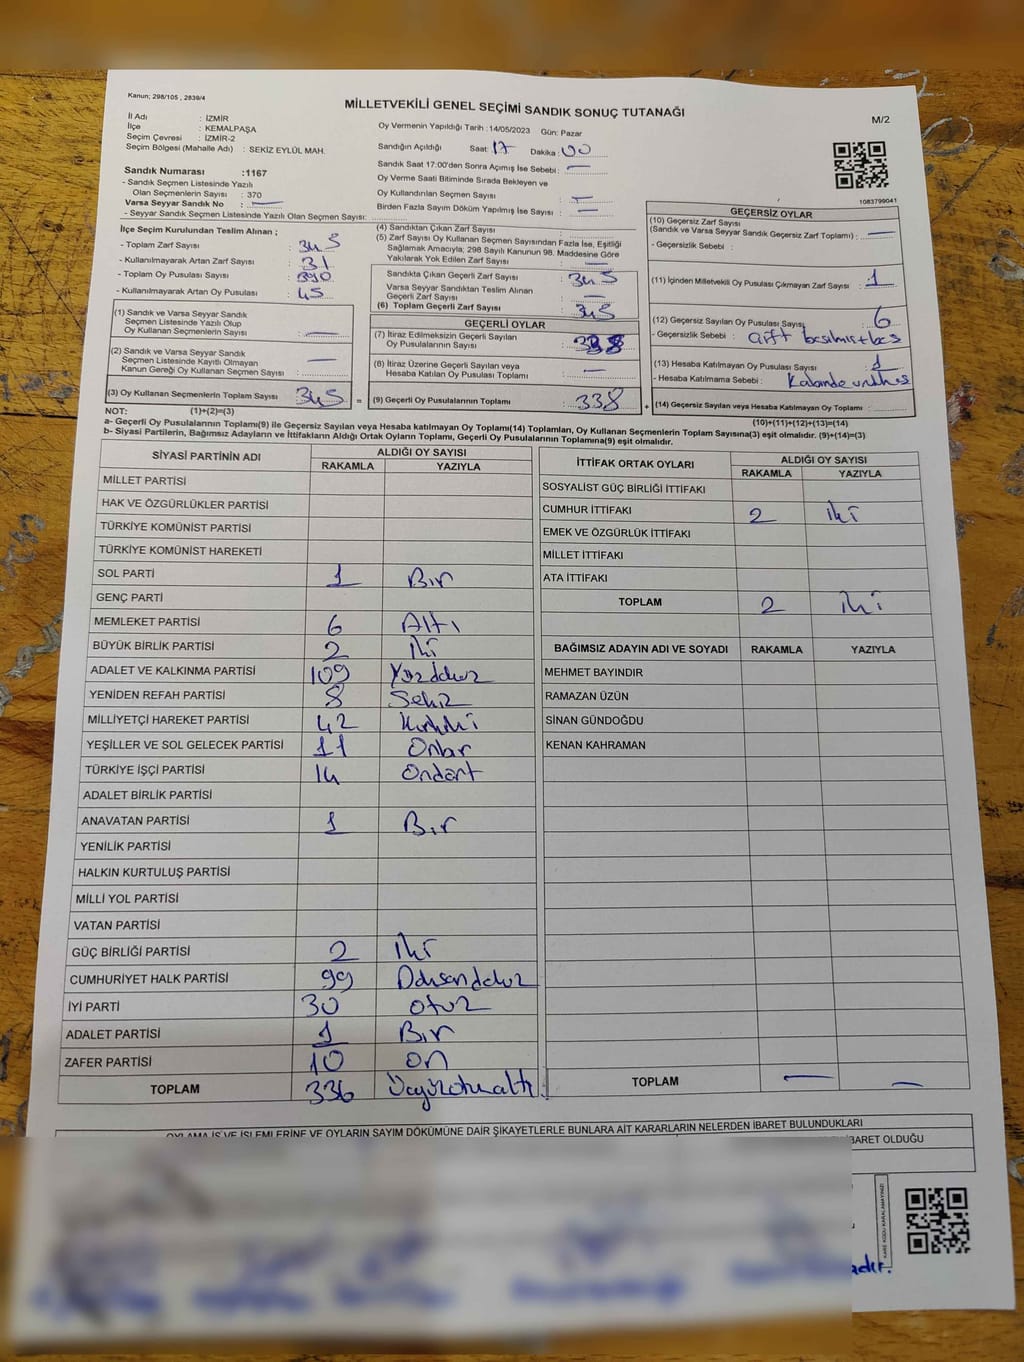 Kanun; 298/105 , 2839/4
MİLLETVEKİLİ GENEL SEÇİMİ SANDIK SONUÇ TUTANAĞI
M/2
İl Adı : İZMİR
İlçe : KEMALPAŞA
Seçim Çevresi : İZMİR-2
Seçim Bölgesi (Mahalle Adı) : SEKİZ EYLÜL MAH.
Oy Vermenin Yapıldığı Tarih : 14/05/2023 Gün: Pazar
Sandığın Açıldığı Saat : 17 Dakika : 00
Sandık Saat 17:00'den Sonra Açımış İse Sebebi : —
Oy Verme Saati Bitiminde Sırada Bekleyen ve
Oy Kullandırılan Seçmen Sayısı —
Birden Fazla Sayım Döküm Yapılmış İse Sayısı : —
1083799041
Sandık Numarası :1167
- Sandık Seçmen Listesinde Yazılı
Olan Seçmenlerin Sayısı : 370
Varsa Seyyar Sandık No : —
- Seyyar Sandık Seçmen Listesinde Yazılı Olan Seçmen Sayısı:
İlçe Seçim Kurulundan Teslim Alınan ;
- Toplam Zarf Sayısı : 345
- Kullanılmayarak Artan Zarf Sayısı : 31
- Toplam Oy Pusulası Sayısı : 390
- Kullanılmayarak Artan Oy Pusulası : 45
(1) Sandık ve Varsa Seyyar Sandık
Seçmen Listesinde Yazılı Olup
Oy Kullanan Seçmenlerin Sayısı : —
(2) Sandık ve Varsa Seyyar Sandık
Seçmen Listesinde Kayıtlı Olmayan
Kanun Gereği Oy Kullanan Seçmen Sayısı : —
(3) Oy Kullanan Seçmenlerin Toplam Sayısı 345
(4) Sandıktan Çıkan Zarf Sayısı
(5) Zarf Sayısı Oy Kullanan Seçmen Sayısından Fazla İse, Eşitliği
Sağlamak Amacıyla, 298 Sayılı Kanunun 98. Maddesine Göre
Yakılarak Yok Edilen Zarf Sayısı : —
Sandıkta Çıkan Geçerli Zarf Sayısı 345
Varsa Seyyar Sandıktan Teslim Alınan
Geçerli Zarf Sayısı —
(6) Toplam Geçerli Zarf Sayısı 345
GEÇERLİ OYLAR
(7) İtiraz Edilmeksizin Geçerli Sayılan
Oy Pusulalarının Sayısı : 338
(8) İtiraz Üzerine Geçerli Sayılan veya
Hesaba Katılan Oy Pusulası Toplamı —
= (9) Geçerli Oy Pusulalarının Toplamı : 338
GEÇERSİZ OYLAR
(10) Geçersiz Zarf Sayısı
(Sandık ve Varsa Seyyar Sandık Geçersiz Zarf Toplamı) : —
- Geçersizlik Sebebi :
(11) İçinden Milletvekili Oy Pusulası Çıkmayan Zarf Sayısı : 1
(12) Geçersiz Sayılan Oy Pusulası Sayısı 6
- Geçersizlik Sebebi : Çift
(13) Hesaba Katılmayan Oy Pusulası Sayısı : 1
- Hesaba Katılmama Sebebi :
+ (14) Geçersiz Sayılan veya Hesaba Katılmayan Oy Toplamı :
NOT: (1)+(2)=(3) (10)+(11)+(12)+(13)=(14)
a- Geçerli Oy Pusulalarının Toplamı(9) ile Geçersiz Sayılan veya Hesaba katılmayan Oy Toplamı(14) Toplamları, Oy Kullanan Seçmenlerin Toplam Sayısına(3) eşit olmalıdır. (9)+(14)=(3)
b- Siyasi Partilerin, Bağımsız Adayların ve İttifakların Aldığı Ortak Oyların Toplamı, Geçerli Oy Pusulalarının Toplamına(9) eşit olmalıdır.
SİYASİ PARTİNİN ADI ALDIĞI OY SAYISI
RAKAMLA YAZIYLA
MİLLET PARTİSİ
HAK VE ÖZGÜRLÜKLER PARTİSİ
TÜRKİYE KOMÜNİST PARTİSİ
TÜRKİYE KOMÜNİST HAREKETİ
SOL PARTİ 1 Bir
GENÇ PARTİ
MEMLEKET PARTİSİ 6 Altı
BÜYÜK BİRLİK PARTİSİ 2 iki
ADALET VE KALKINMA PARTİSİ 109 Yüzdokuz
YENİDEN REFAH PARTİSİ 8 Sekiz
MİLLİYETÇİ HAREKET PARTİSİ 42 Kırkiki
YEŞİLLER VE SOL GELECEK PARTİSİ 11 Onbir
TÜRKİYE İŞÇİ PARTİSİ 14 Ondört
ADALET BİRLİK PARTİSİ
ANAVATAN PARTİSİ 1 Bir
YENİLİK PARTİSİ
HALKIN KURTULUŞ PARTİSİ
MİLLİ YOL PARTİSİ
VATAN PARTİSİ
GÜÇ BİRLİĞİ PARTİSİ 2 iki
CUMHURİYET HALK PARTİSİ 99 Doksandokuz
İYİ PARTİ 30 otuz
ADALET PARTİSİ 1 Bir
ZAFER PARTİSİ 10 on
TOPLAM 336 Üçyüzotuzaltı
İTTİFAK ORTAK OYLARI ALDIĞI OY SAYISI
RAKAMLA YAZIYLA
SOSYALİST GÜÇ BİRLİĞİ İTTİFAKI
CUMHUR İTTİFAKI 2 iki
EMEK VE ÖZGÜRLÜK İTTİFAKI
MİLLET İTTİFAKI
ATA İTTİFAKI
TOPLAM 2 iki
BAĞIMSIZ ADAYIN ADI VE SOYADI RAKAMLA YAZIYLA
MEHMET BAYINDIR
RAMAZAN ÜZÜN
SİNAN GÜNDOĞDU
KENAN KAHRAMAN
TOPLAM — —
OYLAMA İŞ VE İŞLEMLERİNE VE OYLARIN SAYIM DÖKÜMÜNE DAİR ŞİKAYETLERLE BUNLARA AİT KARARLARIN NELERDEN İBARET BULUNDUKLARI
İBARET OLDUĞU
KARE KODU KARALAMAYINIZ!